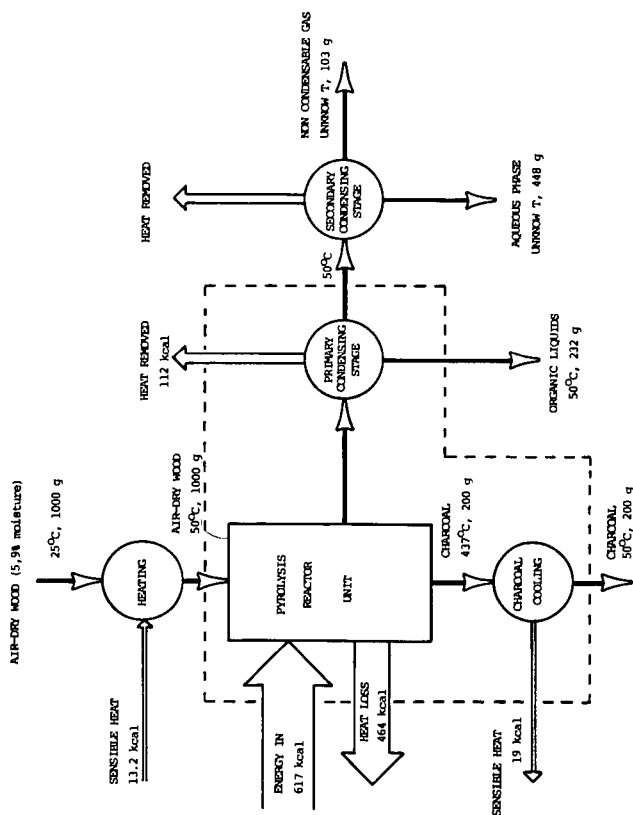 AIR-DRY WOOD (5,9% moisture)
25°C, 1000 g
SENSIBLE HEAT
13.2 kcal
HEATING
AIR-DRY WOOD
50°C, 1000 g
ENERGY IN
617 kcal
PYROLYSIS
REACTOR
UNIT
HEAT LOSS
464 kcal
CHARCOAL
437°C, 200 g
CHARCOAL
COOLING
SENSIBLE HEAT
19 kcal
CHARCOAL
50°C, 200 g
HEAT REMOVED
112 kcal
PRIMARY
CONDENSING
STAGE
ORGANIC LIQUIDS
50°C, 232 g
50°C
HEAT REMOVED
SECONDARY
CONDENSING
STAGE
AQUEOUS PHASE
UNKNOW T, 448 g
NON CONDENSABLE GAS
UNKNOW T, 103 g